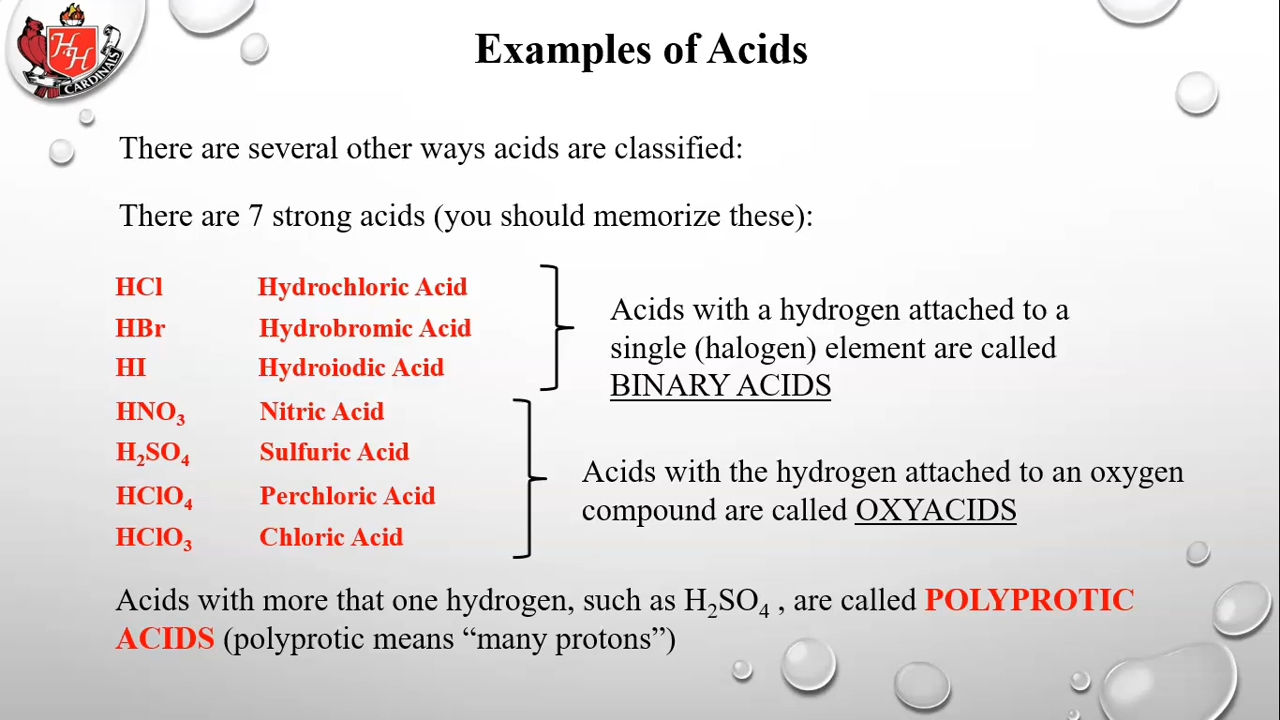 HH
CARDINALS
Examples of Acids
There are several other ways acids are classified:
There are 7 strong acids (you should memorize these):
HCl Hydrochloric Acid
HBr Hydrobromic Acid
HI Hydroiodic Acid
Acids with a hydrogen attached to a
single (halogen) element are called
BINARY ACIDS
HNO₃ Nitric Acid
H₂SO₄ Sulfuric Acid
HClO₄ Perchloric Acid
HClO₃ Chloric Acid
Acids with the hydrogen attached to an oxygen
compound are called OXYACIDS
Acids with more that one hydrogen, such as H₂SO₄ , are called POLYPROTIC
ACIDS (polyprotic means “many protons”)